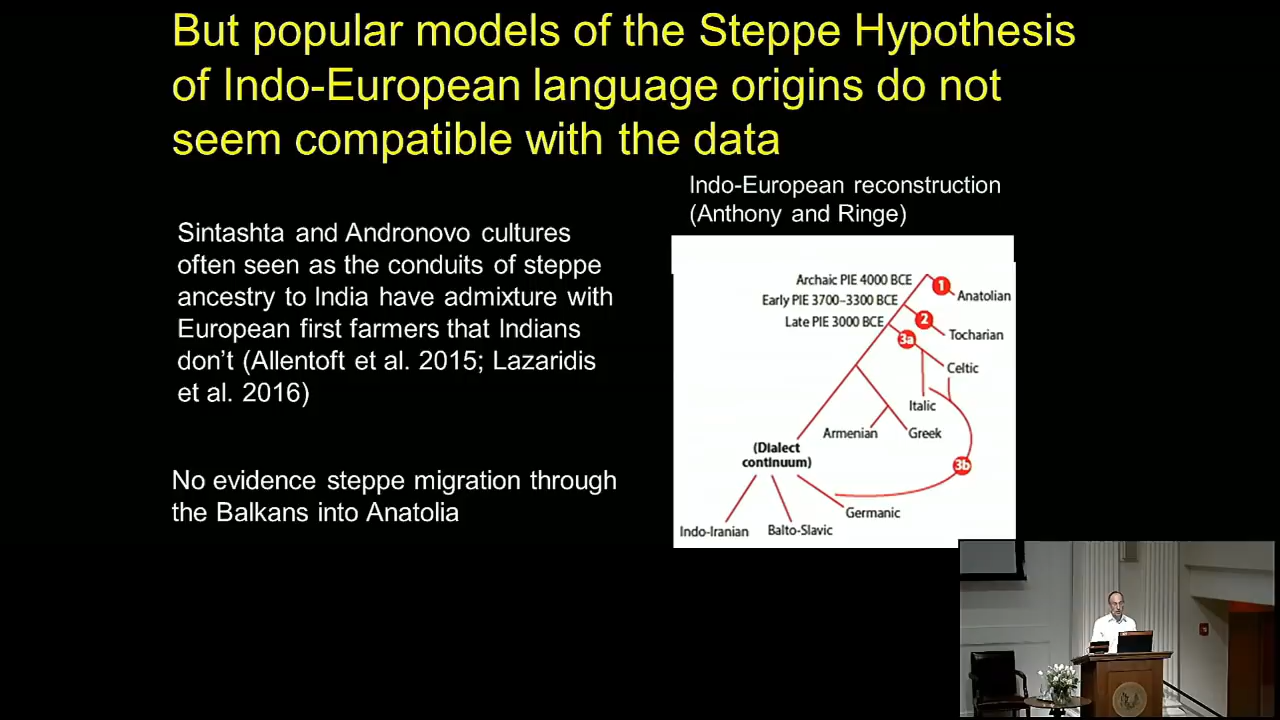 But popular models of the Steppe Hypothesis
of Indo-European language origins do not
seem compatible with the data
Indo-European reconstruction
(Anthony and Ringe)
Sintashta and Andronovo cultures
often seen as the conduits of steppe
ancestry to India have admixture with
European first farmers that Indians
don't (Allentoft et al. 2015; Lazaridis
et al. 2016)
No evidence steppe migration through
the Balkans into Anatolia
Archaic PIE 4000 BCE
1
Anatolian
Early PIE 3700–3300 BCE
2
Late PIE 3000 BCE
Tocharian
3a
Celtic
Italic
Armenian
Greek
(Dialect
continuum)
3b
Germanic
Indo-Iranian
Balto-Slavic